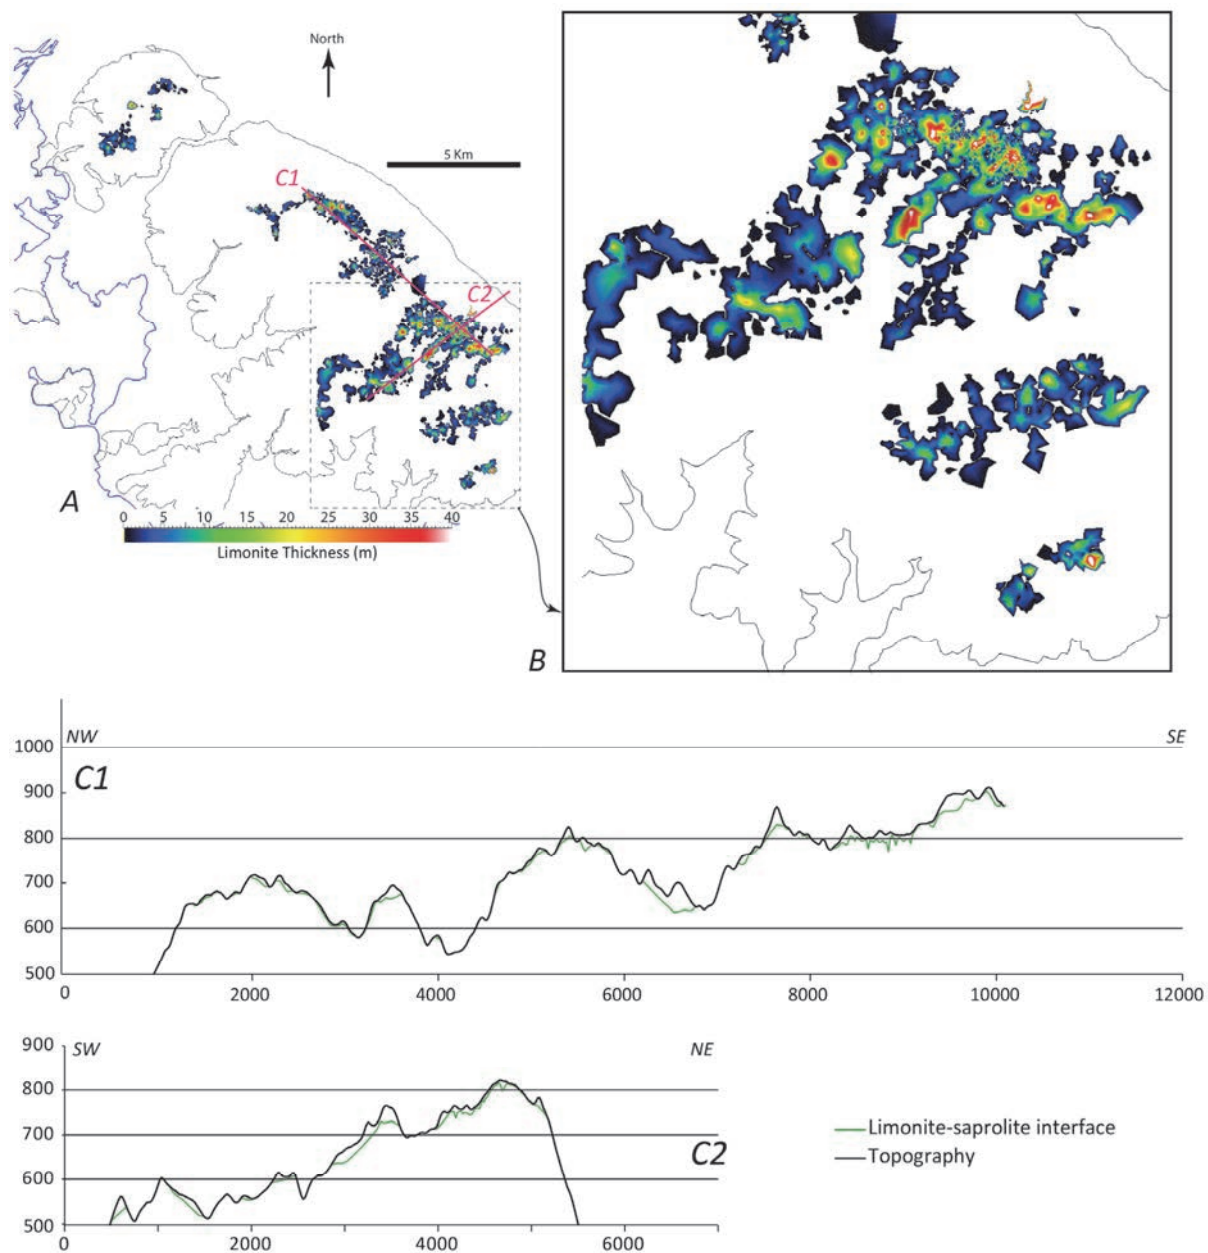 North
5 Km
C1
C2
A
0 5 10 15 20 25 30 35 40
Limonite Thickness (m)
B
NW
SE
C1
1000
900
800
700
600
500
0 2000 4000 6000 8000 10000 12000
SW
NE
C2
900
800
700
600
500
0 2000 4000 6000
Limonite-saprolite interface
Topography